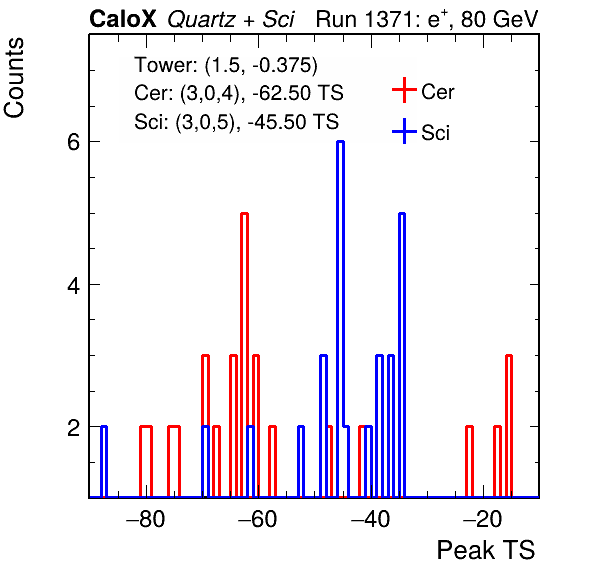 CaloX Quartz + Sci Run 1371: e+, 80 GeV
Counts
Tower: (1.5, -0.375)
Cer: (3,0,4), -62.50 TS
Sci: (3,0,5), -45.50 TS
Cer
Sci
6
4
2
−80 −60 −40 −20
Peak TS